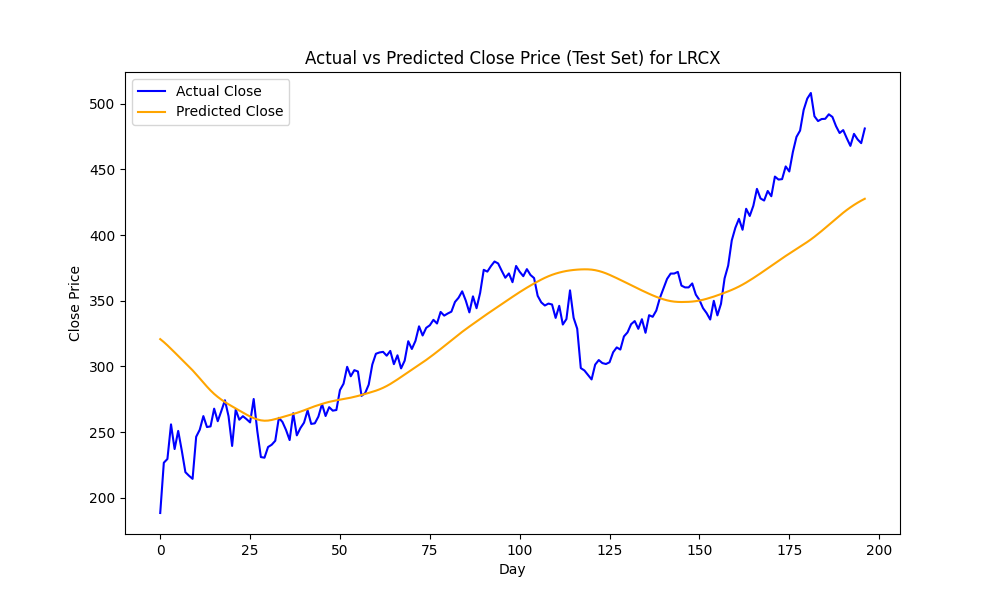 Actual vs Predicted Close Price (Test Set) for LRCX
Actual Close
Predicted Close
500
450
400
350
300
250
200
Close Price
0 25 50 75 100 125 150 175 200
Day